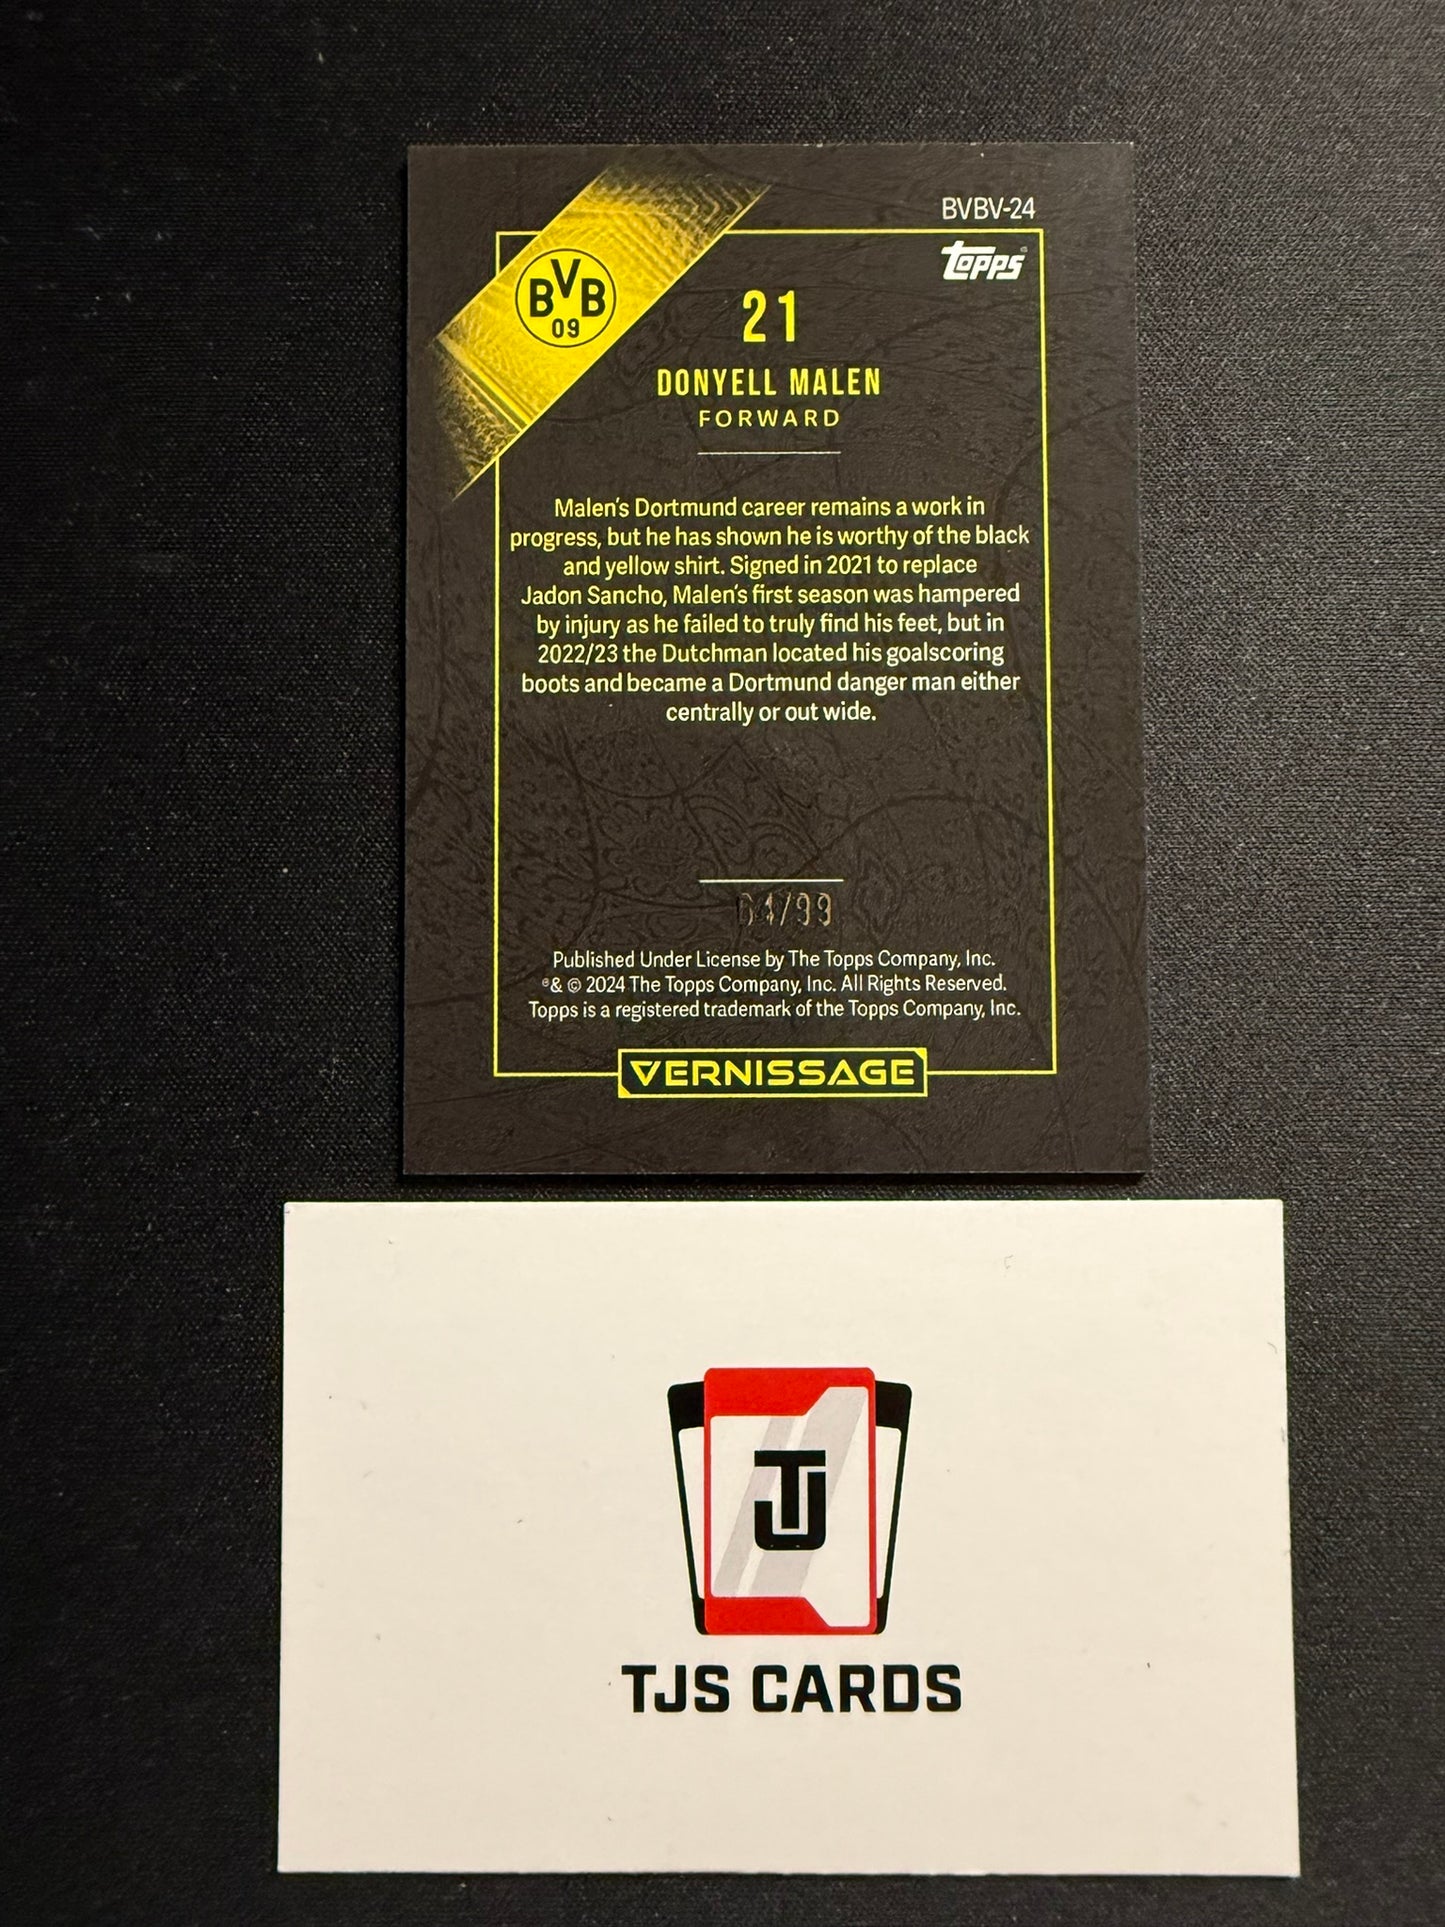 BVBV-24
topps
BVB
09
21
DONYELL MALEN
FORWARD
Malen's Dortmund career remains a work in
progress, but he has shown he is worthy of the black
and yellow shirt. Signed in 2021 to replace
Jadon Sancho, Malen's first season was hampered
by injury as he failed to truly find his feet, but in
2022/23 the Dutchman located his goalscoring
boots and became a Dortmund danger man either
centrally or out wide.
64/99
Published Under License by The Topps Company, Inc.
®& © 2024 The Topps Company, Inc. All Rights Reserved.
Topps is a registered trademark of the Topps Company, Inc.
VERNISSAGE
TJ
TJS CARDS